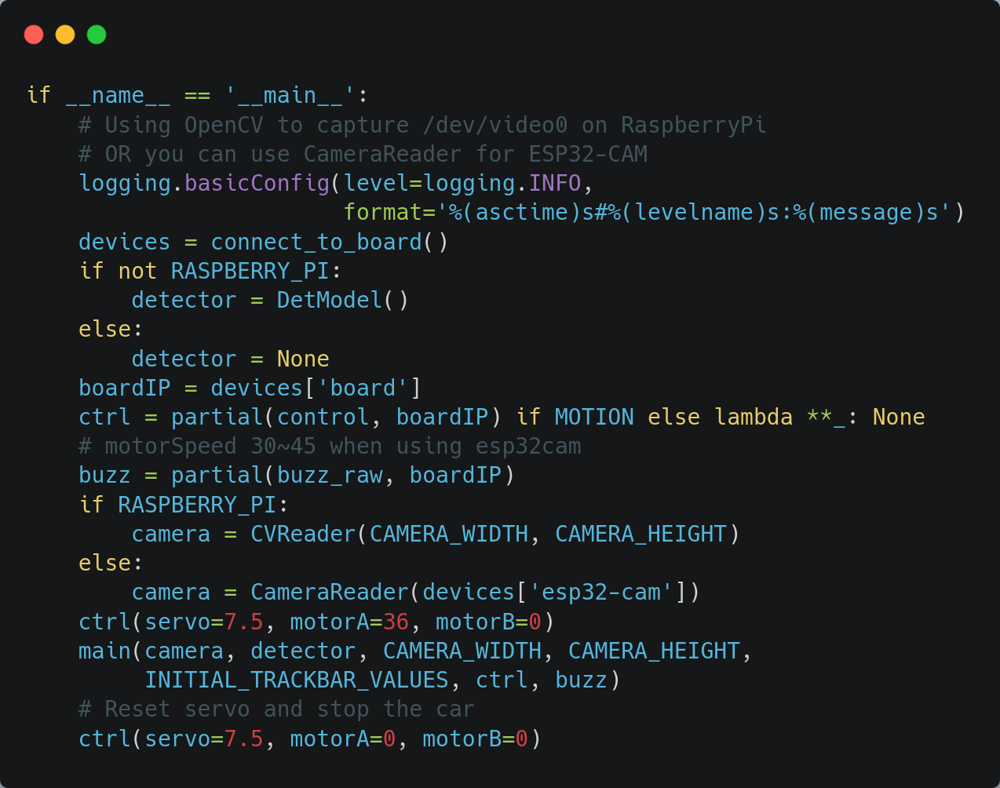 if __name__ == '__main__':
    # Using OpenCV to capture /dev/video0 on RaspberryPi
    # OR you can use CameraReader for ESP32-CAM
    logging.basicConfig(level=logging.INFO,
                        format='%(asctime)s#%(levelname)s:%(message)s')
    devices = connect_to_board()
    if not RASPBERRY_PI:
        detector = DetModel()
    else:
        detector = None
    boardIP = devices['board']
    ctrl = partial(control, boardIP) if MOTION else lambda **_: None
    # motorSpeed 30~45 when using esp32cam
    buzz = partial(buzz_raw, boardIP)
    if RASPBERRY_PI:
        camera = CVReader(CAMERA_WIDTH, CAMERA_HEIGHT)
    else:
        camera = CameraReader(devices['esp32-cam'])
    ctrl(servo=7.5, motorA=36, motorB=0)
    main(camera, detector, CAMERA_WIDTH, CAMERA_HEIGHT,
         INITIAL_TRACKBAR_VALUES, ctrl, buzz)
    # Reset servo and stop the car
    ctrl(servo=7.5, motorA=0, motorB=0)